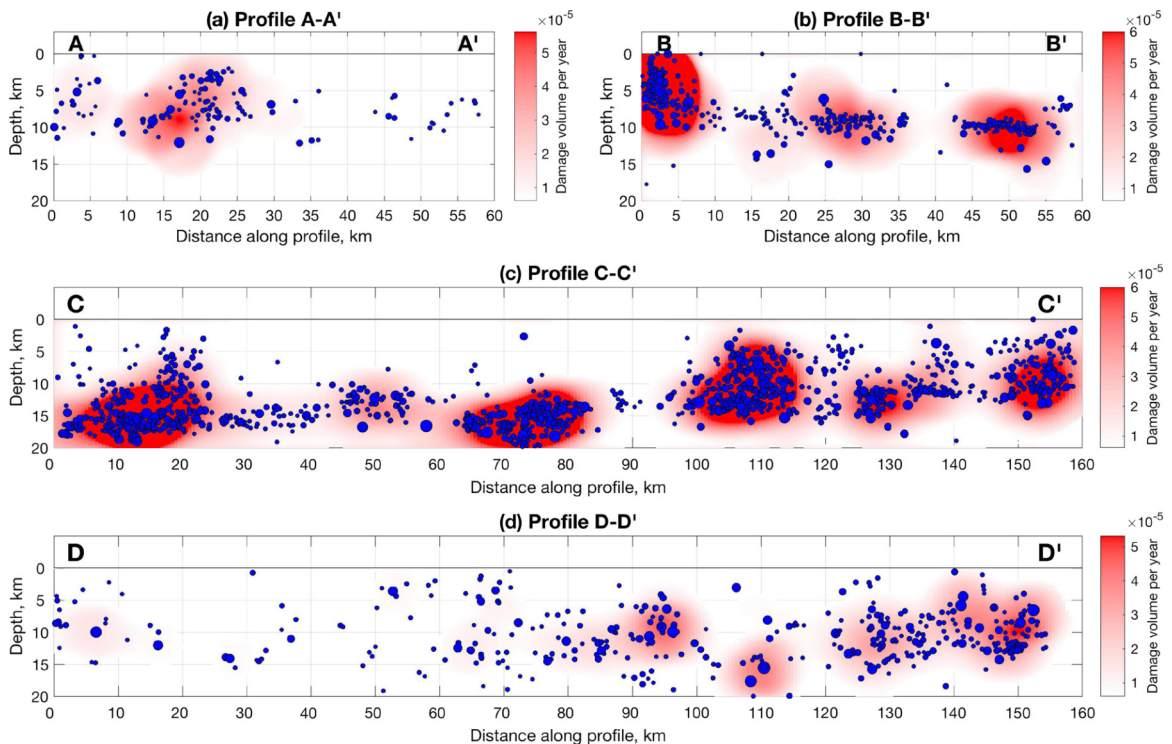 (a) Profile A-A'
A A'
Depth, km
0
5
10
15
20
0 5 10 15 20 25 30 35 40 45 50 55 60
Distance along profile, km
×10⁻⁵
5
4
3
2
1
Damage volume per year
(b) Profile B-B'
B B'
Depth, km
0
5
10
15
20
0 5 10 15 20 25 30 35 40 45 50 55 60
Distance along profile, km
×10⁻⁵
6
5
4
3
2
1
Damage volume per year
(c) Profile C-C'
C C'
Depth, km
0
5
10
15
20
0 10 20 30 40 50 60 70 80 90 100 110 120 130 140 150 160
Distance along profile, km
×10⁻⁵
6
5
4
3
2
1
Damage volume per year
(d) Profile D-D'
D D'
Depth, km
0
5
10
15
20
0 10 20 30 40 50 60 70 80 90 100 110 120 130 140 150 160
Distance along profile, km
×10⁻⁵
5
4
3
2
1
Damage volume per year